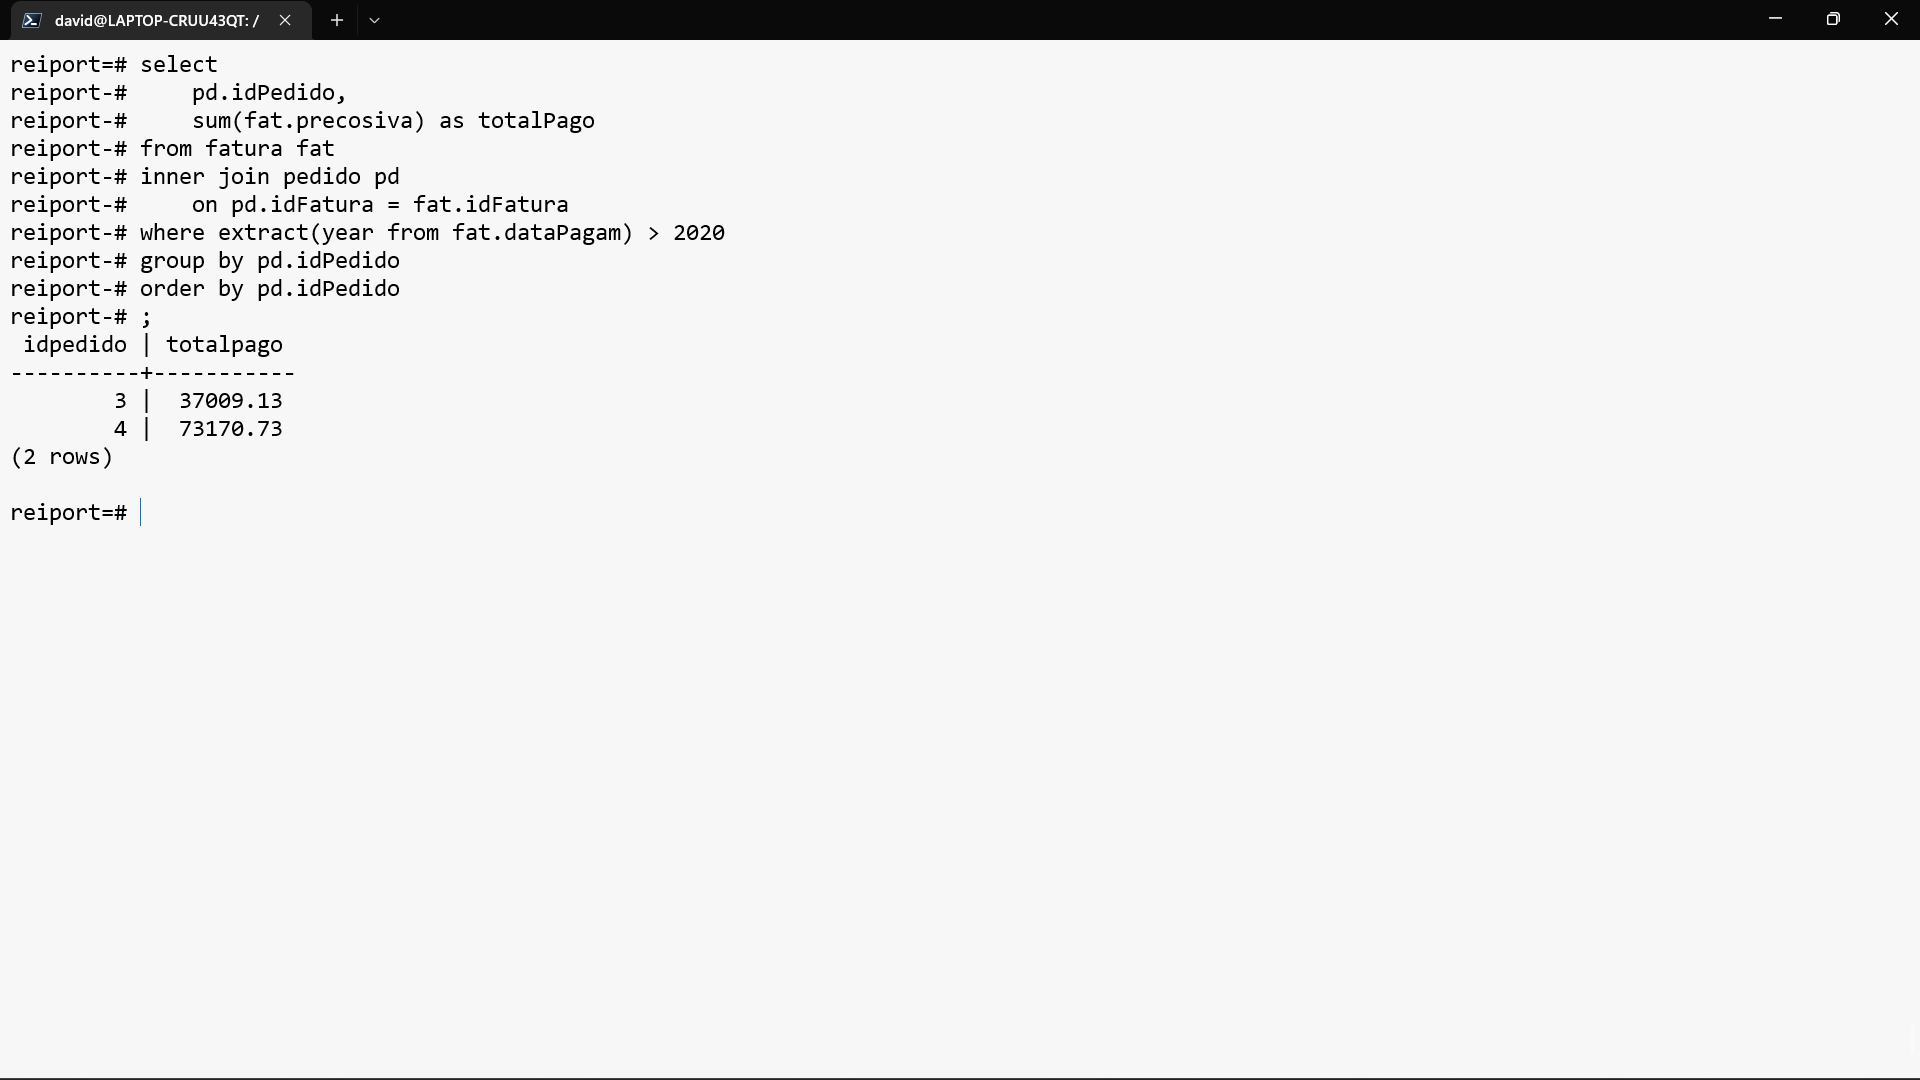 david@LAPTOP-CRUU43QT: /
reiport=# select
reiport-#     pd.idPedido,
reiport-#     sum(fat.precosiva) as totalPago
reiport-# from fatura fat
reiport-# inner join pedido pd
reiport-#     on pd.idFatura = fat.idFatura
reiport-# where extract(year from fat.dataPagam) > 2020
reiport-# group by pd.idPedido
reiport-# order by pd.idPedido
reiport-# ;
 idpedido | totalpago
----------+-----------
        3 |  37009.13
        4 |  73170.73
(2 rows)

reiport=#